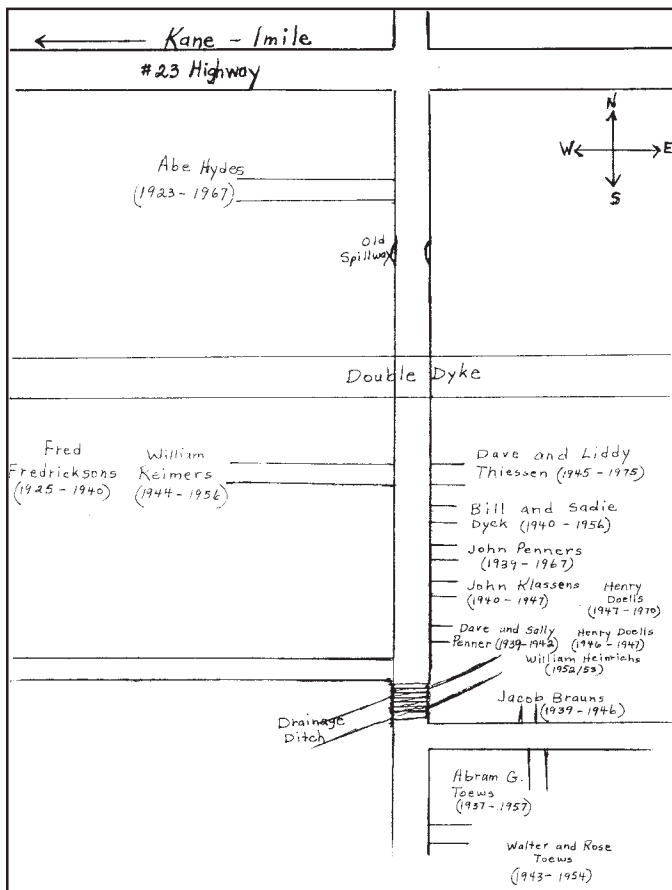 Kane - 1 mile
#23 Highway
N
W E
S
Abe Hydes
(1923 - 1967)
Old
Spillway
Double Dyke
Fred
Fredricksons
(1925 - 1940)
William
Reimers
(1944 - 1956)
Dave and Liddy
Thiessen (1945 - 1975)
Bill and Sadie
Dyck (1940 - 1956)
John Penners
(1939 - 1967)
John Klassens
(1940 - 1947)
Henry
Doells
(1947 - 1970)
Dave and Sally
Penner (1939-1942)
Henry Doells
(1946 - 1947)
William Heinrichs
(1952/53)
Jacob Brauns
(1939 - 1946)
Drainage
Ditch
Abram G.
Toews
(1937 - 1957)
Walter and Rose
Toews
(1943 - 1954)